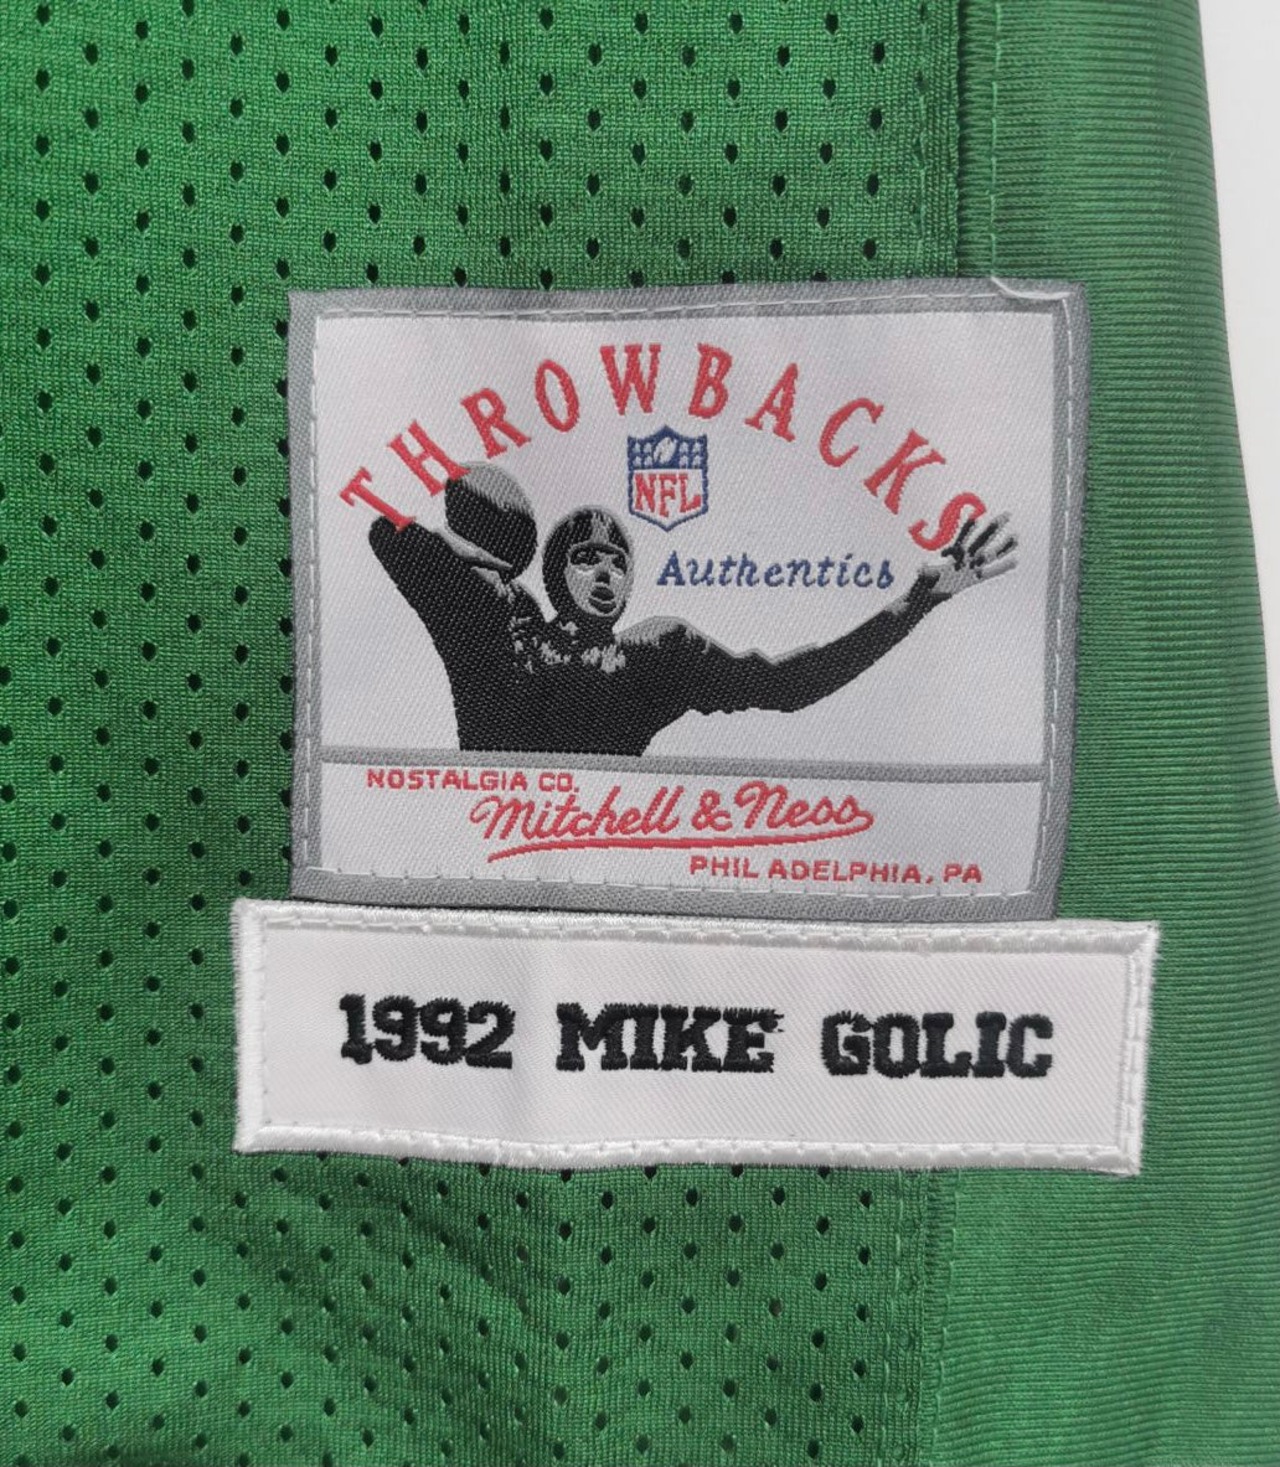 THROWBACKS
NFL
Authentics
NOSTALGIA CO.
Mitchell & Ness
PHILADELPHIA, PA
1992 MIKE GOLIC